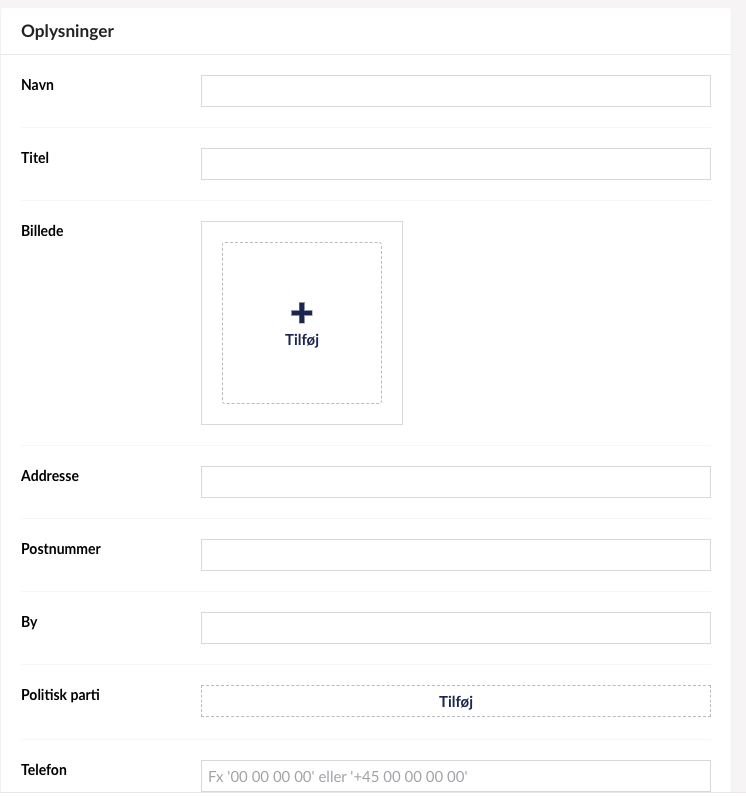 Oplysninger
Navn
Titel
Billede
Tilføj
Addresse
Postnummer
By
Politisk parti
Tilføj
Telefon
Fx '00 00 00 00' eller '+45 00 00 00 00'